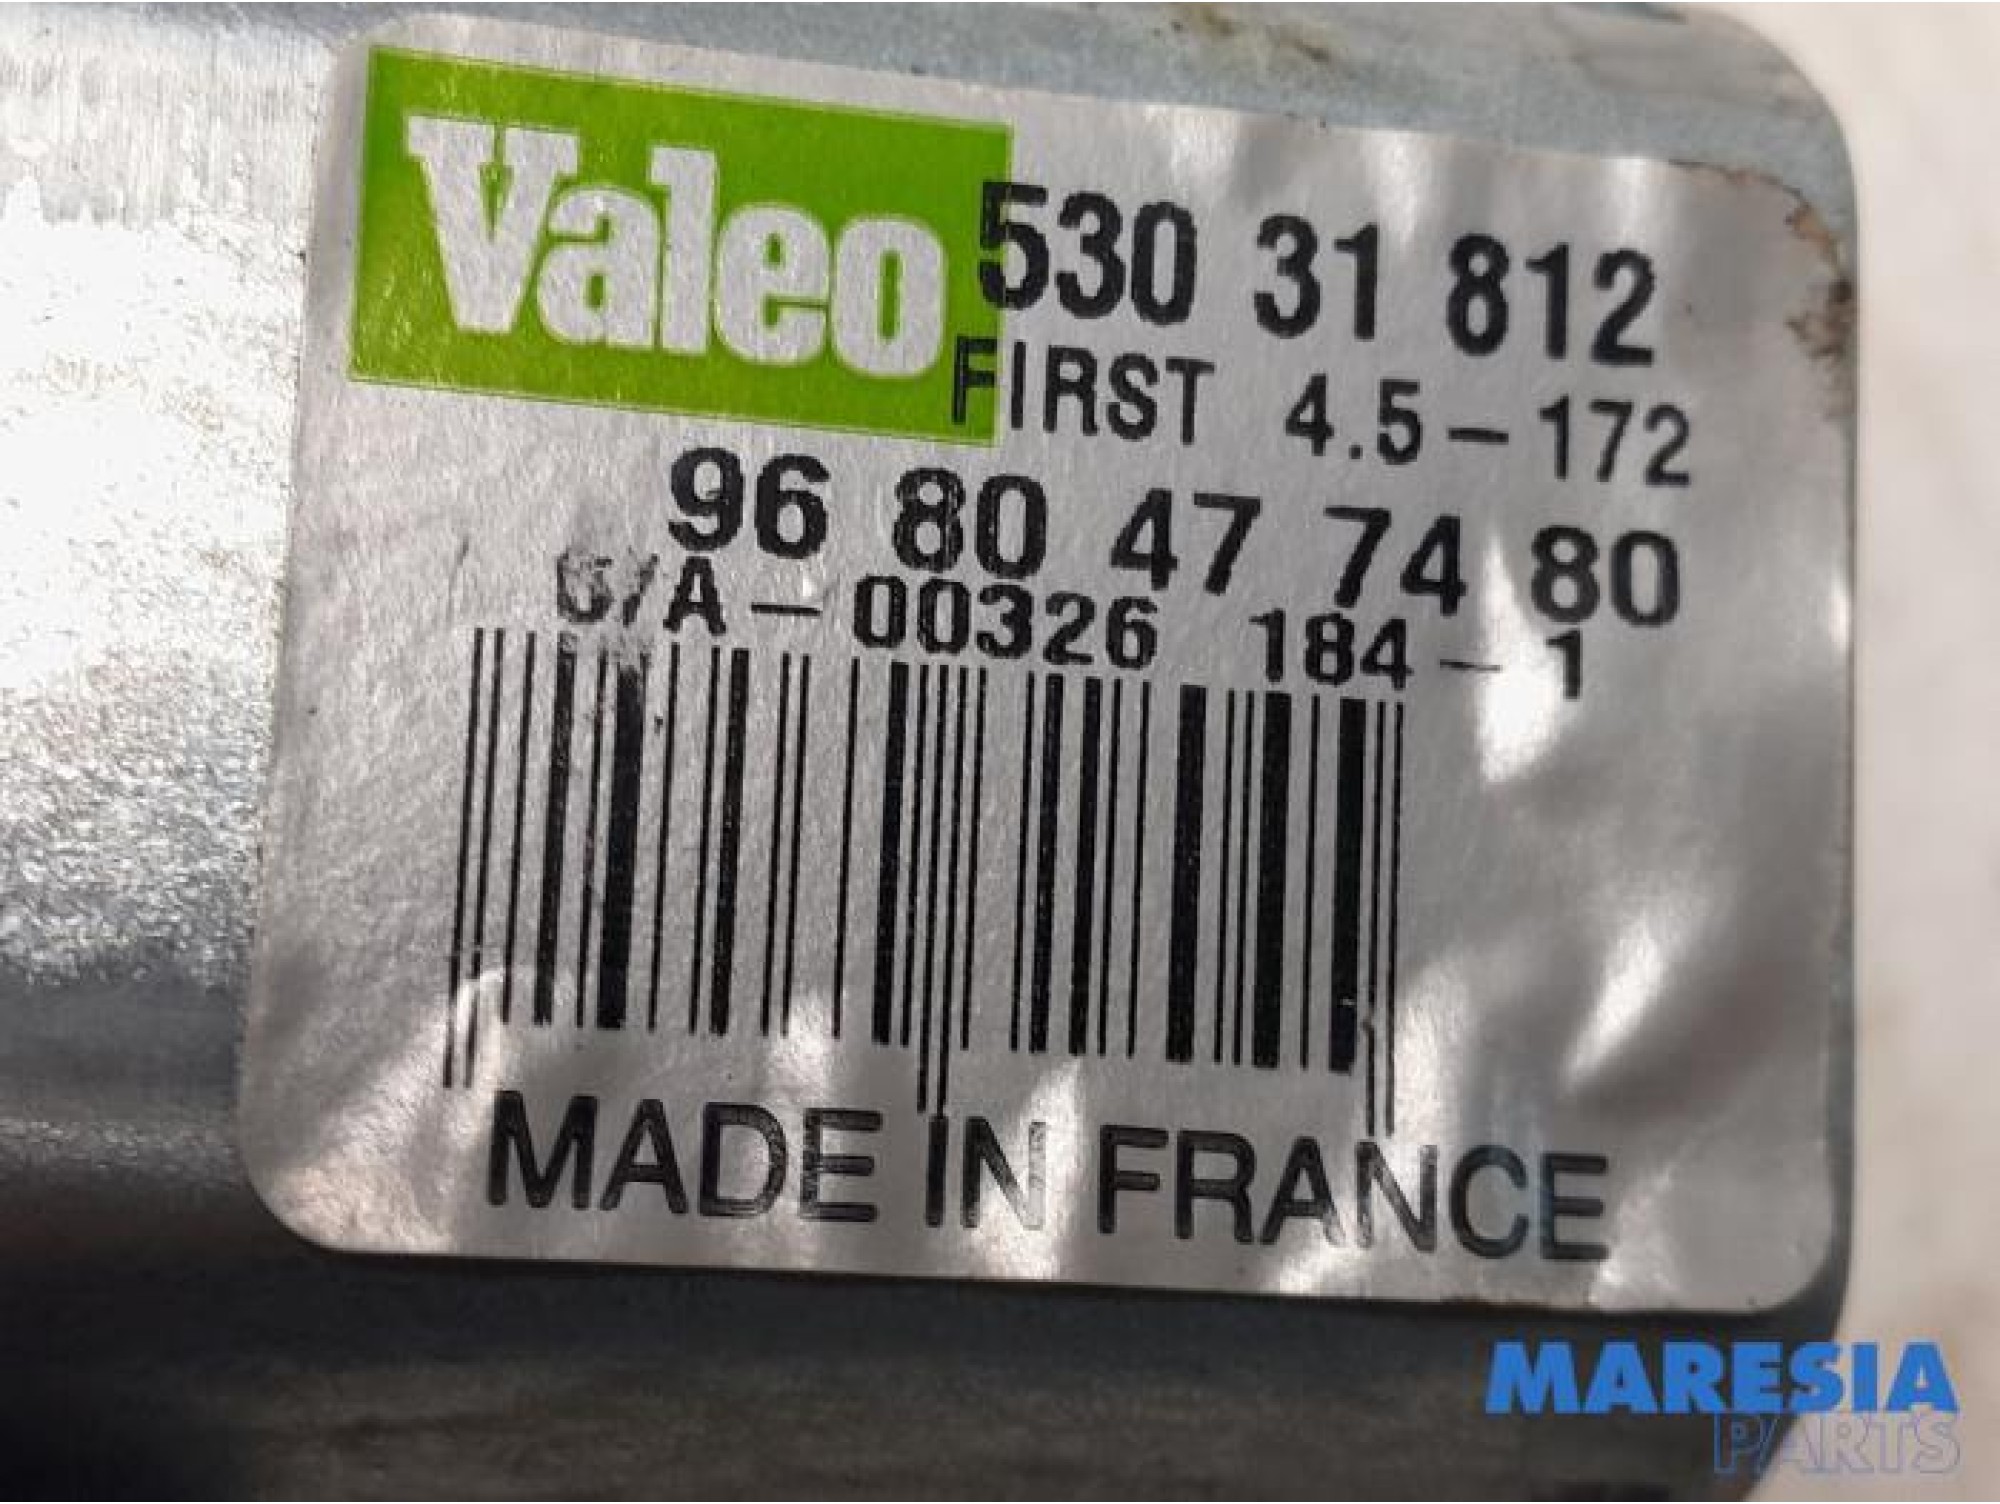 Valeo 530 31 812
FIRST 4.5-172
96 80 47 74 80
/A-00326 184-1
MADE IN FRANCE
MARESIA
PARTS